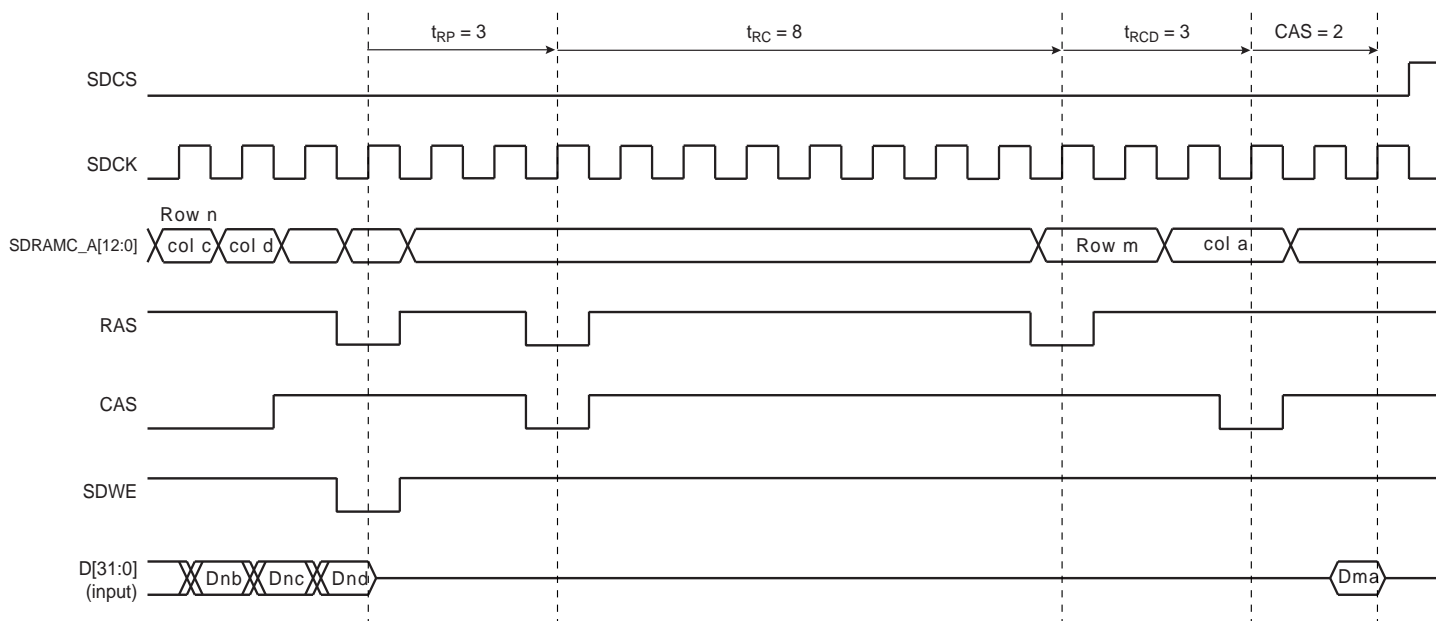 tRP = 3 tRC = 8 tRCD = 3 CAS = 2
SDCS
SDCK
Row n
SDRAMC_A[12:0] col c col d Row m col a
RAS
CAS
SDWE
D[31:0]
(input)
Dnb Dnc Dnd Dma